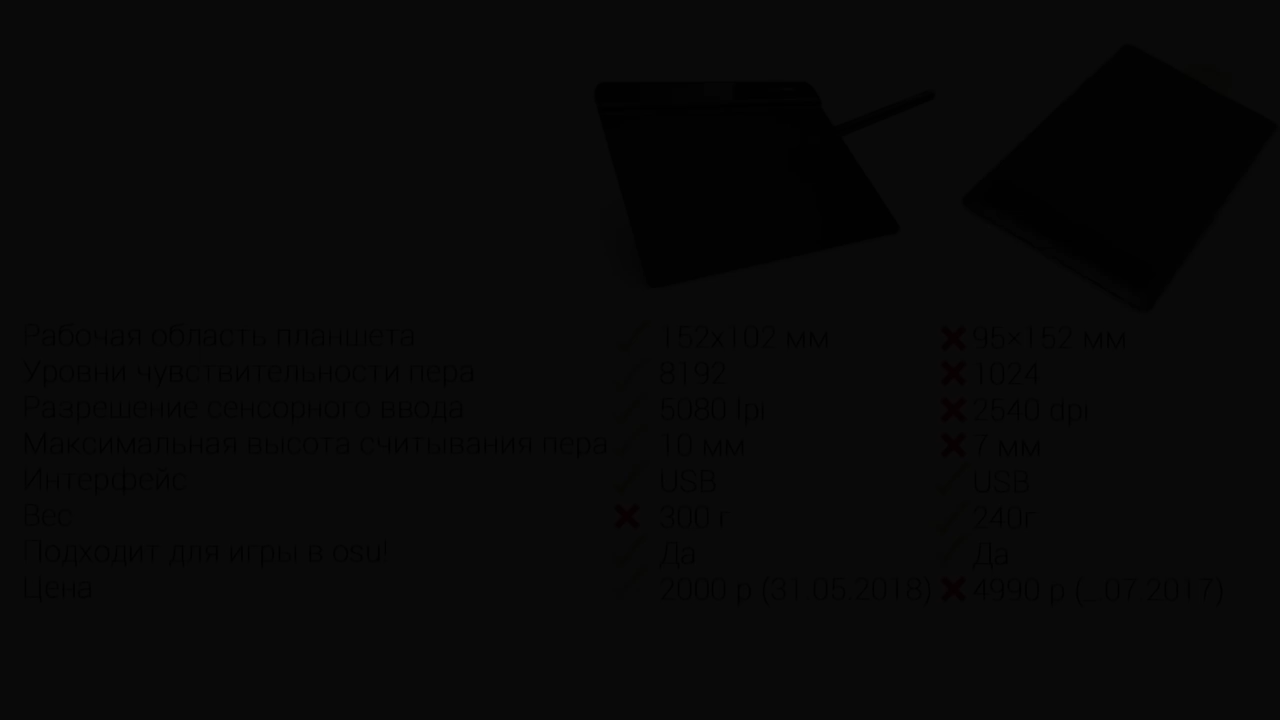 Рабочая область планшета 152x102 мм 95×152 мм
Уровни чувствительности пера 8192 1024
Разрешение сенсорного ввода 5080 lpi 2540 dpi
Максимальная высота считывания пера 10 мм 7 мм
Интерфейс USB USB
Вес 300 г 240г
Подходит для игры в osu! Да Да
Цена 2000 р (31.05.2018) 4990 р (_.07.2017)